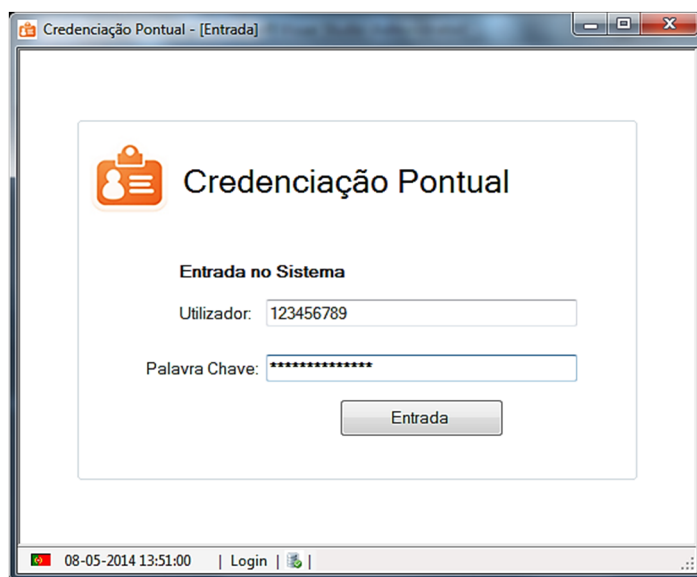 Credenciação Pontual - [Entrada]
Credenciação Pontual
Entrada no Sistema
Utilizador: 123456789
Palavra Chave: **************
Entrada
08-05-2014 13:51:00 | Login | |